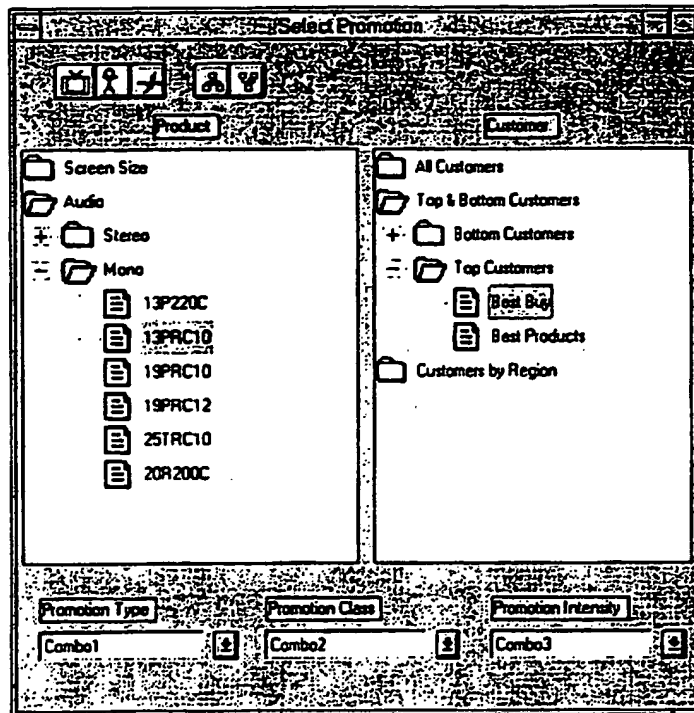 Select Promotion
Product
Customer
Screen Size
Audio
Stereo
Mono
13P220C
13PRC10
19PRC10
19PRC12
25TRC10
20R200C
All Customers
Top & Bottom Customers
Bottom Customers
Top Customers
Best Buy
Best Products
Customers by Region
Promotion Type
Promotion Class
Promotion Intensity
Combo1
Combo2
Combo3